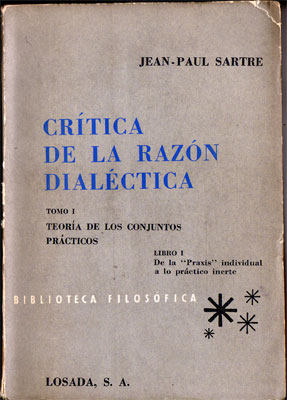 JEAN-PAUL SARTRE
CRÍTICA
DE LA RAZÓN
DIALÉCTICA
TOMO I
TEORÍA DE LOS CONJUNTOS
PRÁCTICOS
LIBRO I
De la "Praxis" individual
a lo práctico inerte
BIBLIOTECA FILOSÓFICA
LOSADA, S. A.